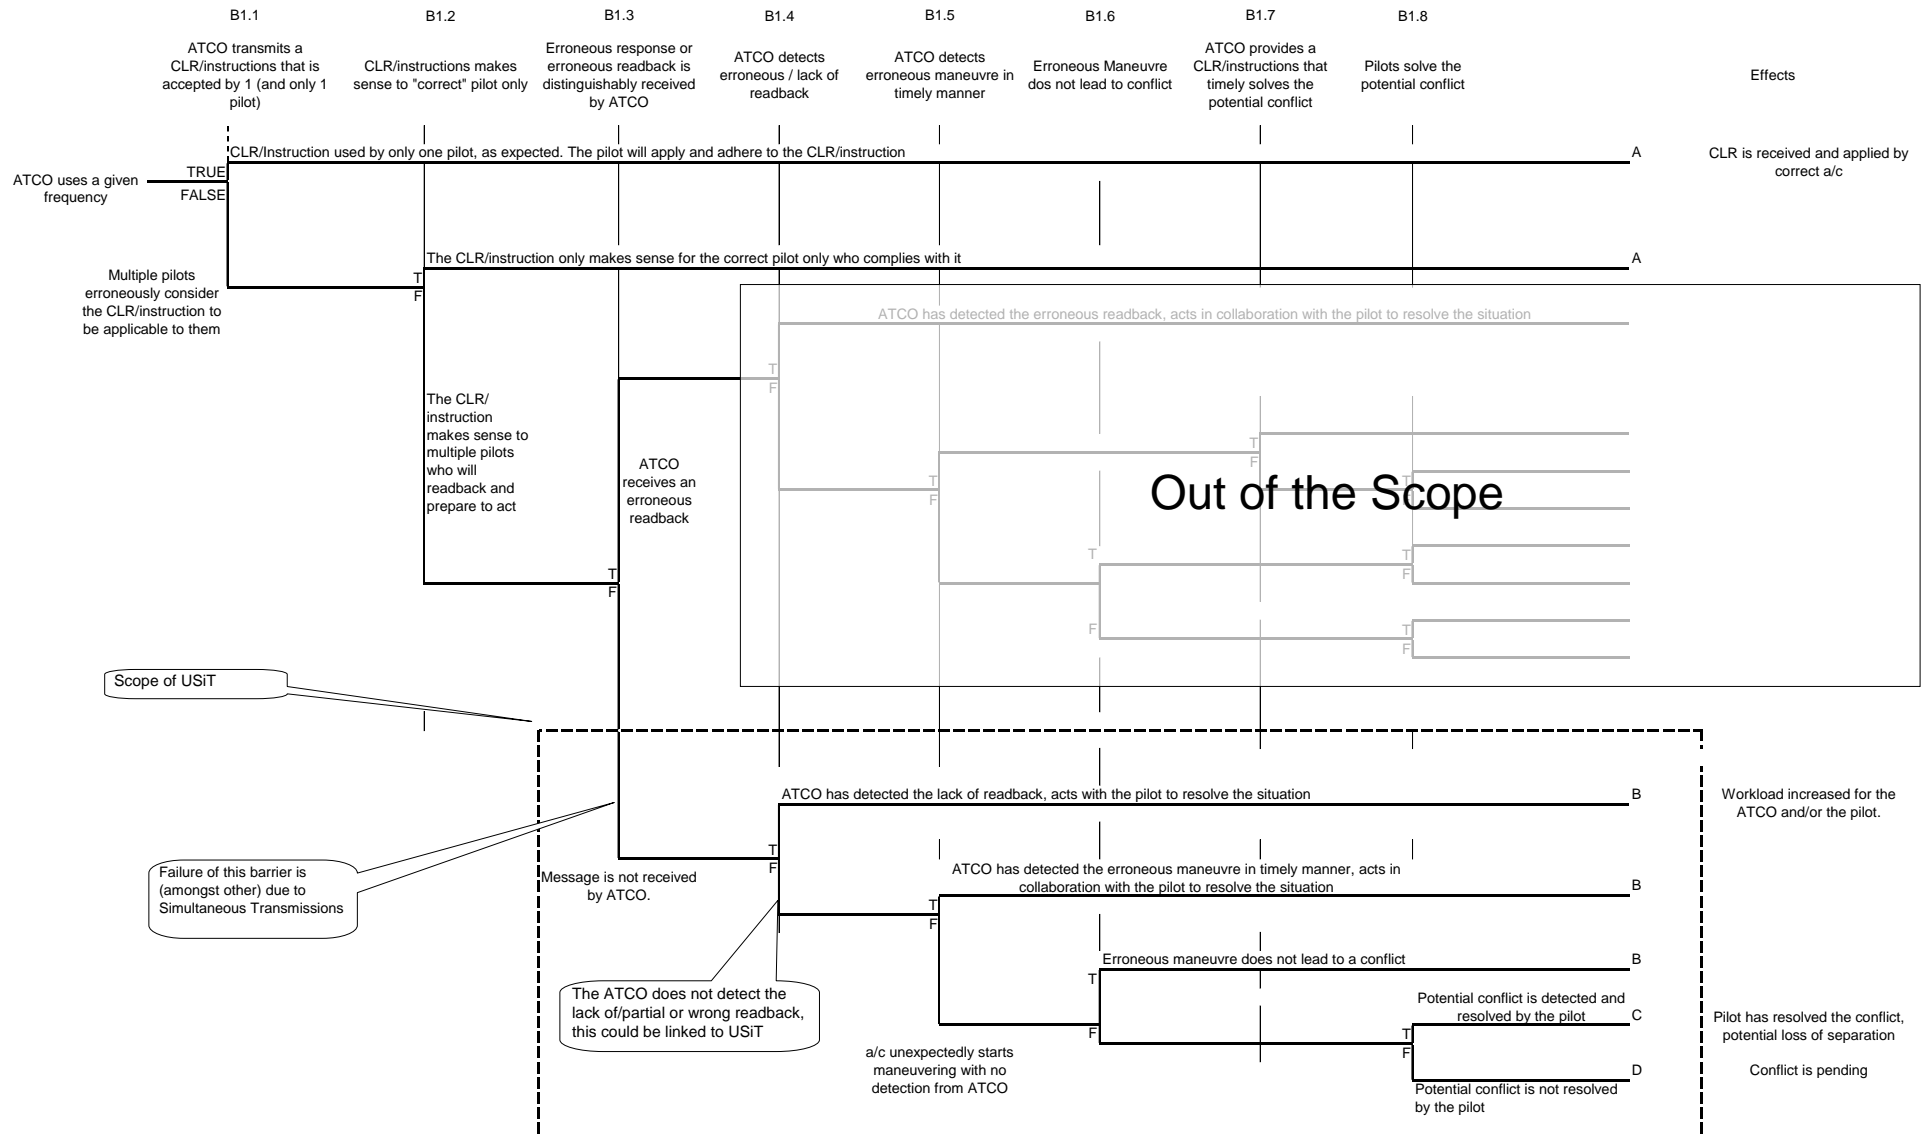 B1.1
B1.2
B1.3
B1.4
B1.5
B1.6
B1.7
B1.8
ATCO transmits a
CLR/instructions that is
accepted by 1 (and only 1
pilot)
CLR/instructions makes
sense to "correct" pilot only
Erroneous response or
erroneous readback is
distinguishably received
by ATCO
ATCO detects
erroneous / lack of
readback
ATCO detects
erroneous maneuvre in
timely manner
Erroneous Maneuvre
dos not lead to conflict
ATCO provides a
CLR/instructions that
timely solves the
potential conflict
Pilots solve the
potential conflict
Effects
CLR/Instruction used by only one pilot, as expected. The pilot will apply and adhere to the CLR/instruction
A
CLR is received and applied by
correct a/c
ATCO uses a given
frequency
TRUE
FALSE
The CLR/instruction only makes sense for the correct pilot only who complies with it
A
Multiple pilots
erroneously consider
the CLR/instruction to
be applicable to them
T
F
ATCO has detected the erroneous readback, acts in collaboration with the pilot to resolve the situation
T
F
The CLR/
instruction
makes sense to
multiple pilots
who will
readback and
prepare to act
ATCO
receives an
erroneous
readback
T
F
T
F
T
F
Out of the Scope
T
F
T
F
T
F
T
F
Scope of USiT
ATCO has detected the lack of readback, acts with the pilot to resolve the situation
B
Workload increased for the
ATCO and/or the pilot.
T
F
Failure of this barrier is
(amongst other) due to
Simultaneous Transmissions
Message is not received
by ATCO.
ATCO has detected the erroneous maneuvre in timely manner, acts in
collaboration with the pilot to resolve the situation
B
T
F
Erroneous maneuvre does not lead to a conflict
B
T
F
The ATCO does not detect the
lack of/partial or wrong readback,
this could be linked to USiT
Potential conflict is detected and
resolved by the pilot
C
Pilot has resolved the conflict,
potential loss of separation
T
F
a/c unexpectedly starts
maneuvering with no
detection from ATCO
D
Conflict is pending
Potential conflict is not resolved
by the pilot